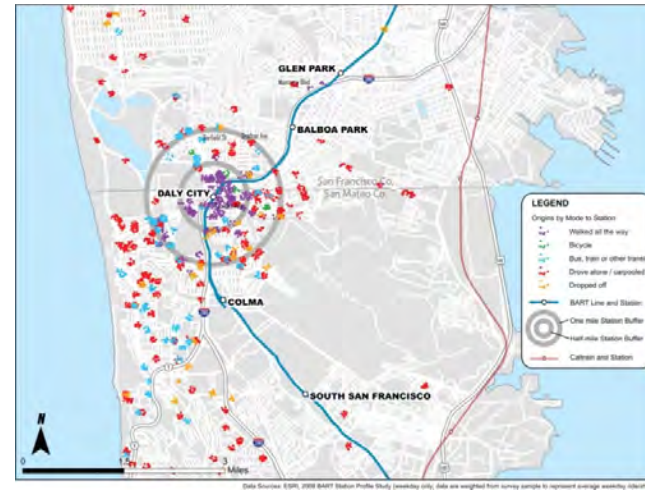 GLEN PARK
BALBOA PARK
San Francisco Co.
San Mateo Co.
DALY CITY
LEGEND
Origins by Mode to Station
Walked all the way
Bicycle
Bus, train or other transit
Drove alone / carpooled
Dropped off
BART Line and Station
One mile Station Buffer
Half-mile Station Buffer
Caltrain and Station
COLMA
SOUTH SAN FRANCISCO
N
0
1.5
3
Miles